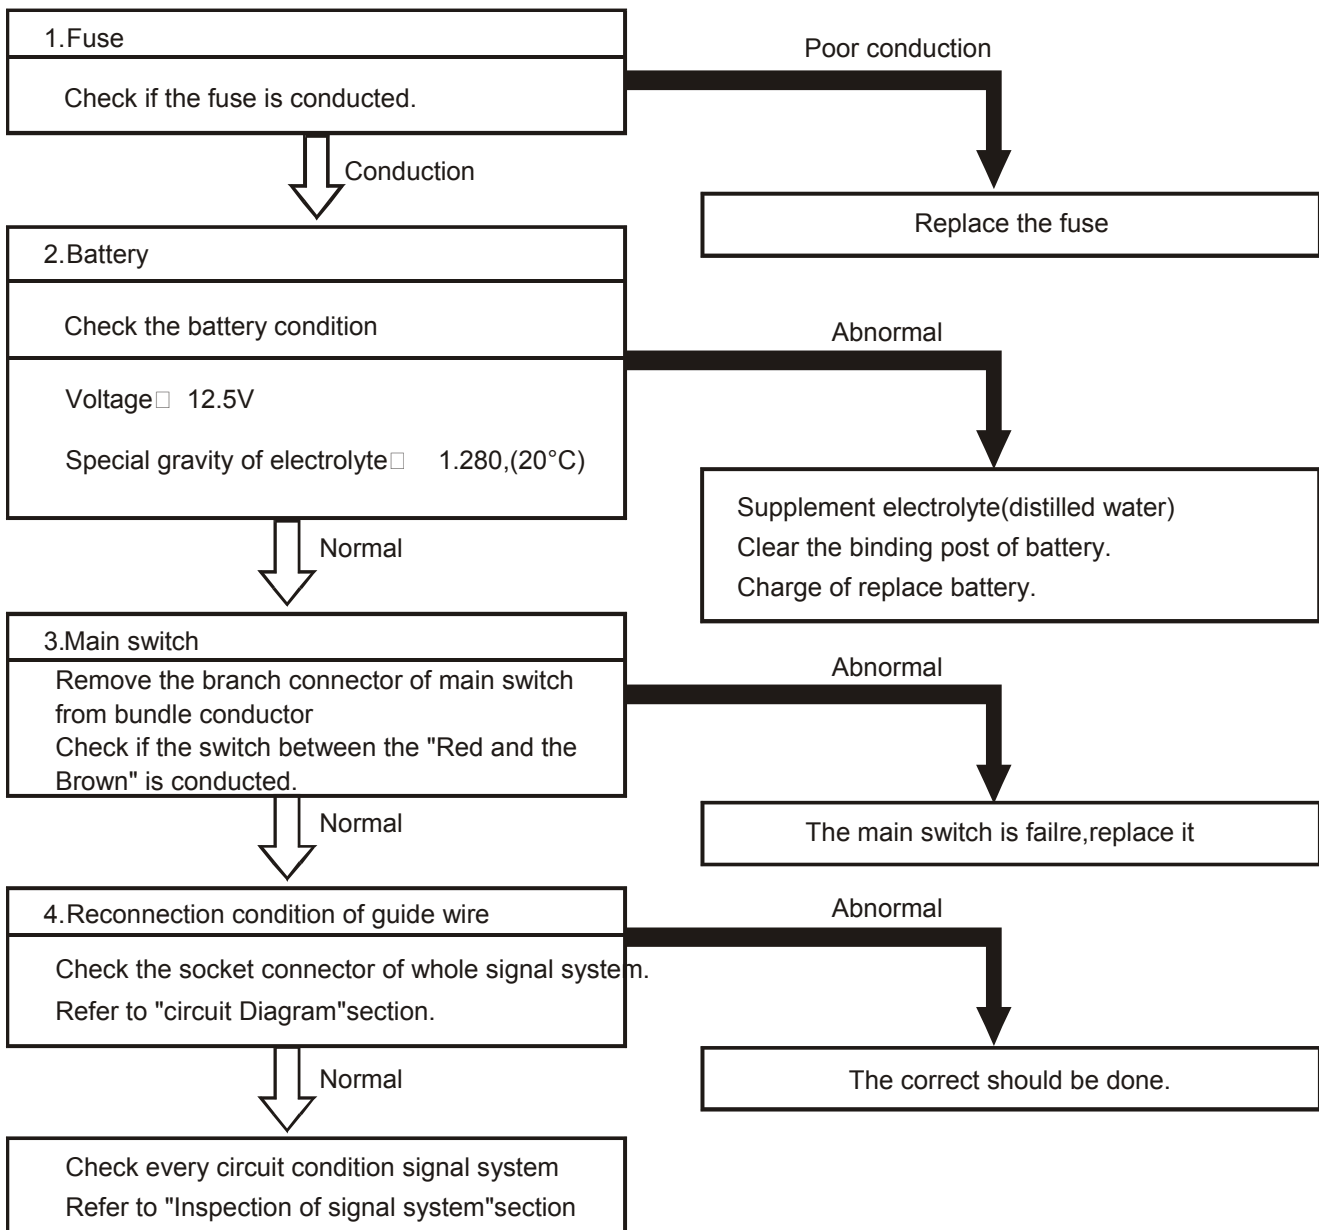 1.Fuse
Poor conduction
Check if the fuse is conducted.
Conduction
Replace the fuse
2.Battery
Check the battery condition
Abnormal
Voltage□ 12.5V
Special gravity of electrolyte□ 1.280,(20°C)
Supplement electrolyte(distilled water)
Clear the binding post of battery.
Charge of replace battery.
Normal
3.Main switch
Abnormal
Remove the branch connector of main switch
from bundle conductor
Check if the switch between the "Red and the
Brown" is conducted.
The main switch is failre,replace it
Normal
4.Reconnection condition of guide wire
Abnormal
Check the socket connector of whole signal system.
Refer to "circuit Diagram"section.
The correct should be done.
Normal
Check every circuit condition signal system
Refer to "Inspection of signal system"section